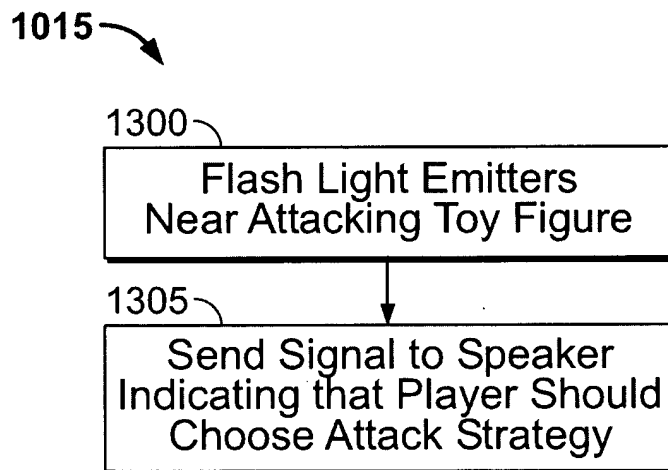 1015
1300
Flash Light Emitters
Near Attacking Toy Figure
1305
Send Signal to Speaker
Indicating that Player Should
Choose Attack Strategy